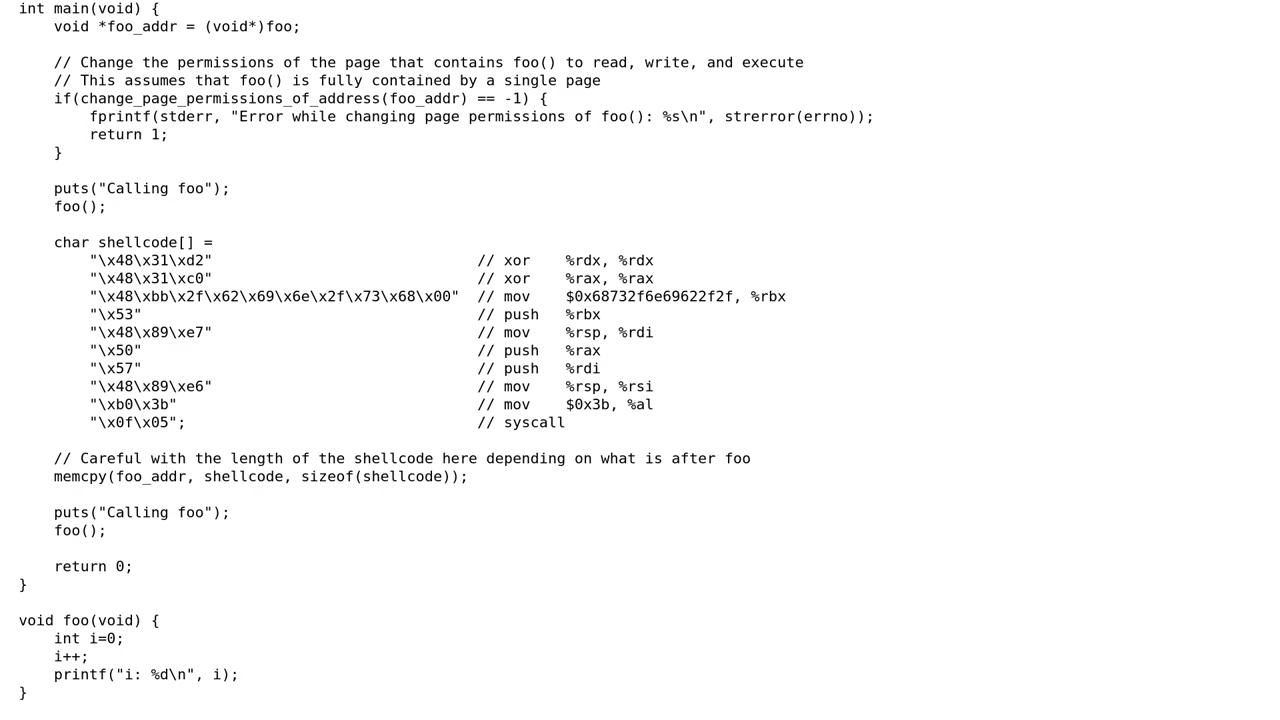 int main(void) {
    void *foo_addr = (void*)foo;

    // Change the permissions of the page that contains foo() to read, write, and execute
    // This assumes that foo() is fully contained by a single page
    if(change_page_permissions_of_address(foo_addr) == -1) {
        fprintf(stderr, "Error while changing page permissions of foo(): %s\n", strerror(errno));
        return 1;
    }

    puts("Calling foo");
    foo();

    char shellcode[] =
        "\x48\x31\xd2"                              // xor    %rdx, %rdx
        "\x48\x31\xc0"                              // xor    %rax, %rax
        "\x48\xbb\x2f\x62\x69\x6e\x2f\x73\x68\x00"  // mov    $0x68732f6e69622f2f, %rbx
        "\x53"                                      // push   %rbx
        "\x48\x89\xe7"                              // mov    %rsp, %rdi
        "\x50"                                      // push   %rax
        "\x57"                                      // push   %rdi
        "\x48\x89\xe6"                              // mov    %rsp, %rsi
        "\xb0\x3b"                                  // mov    $0x3b, %al
        "\x0f\x05";                                 // syscall

    // Careful with the length of the shellcode here depending on what is after foo
    memcpy(foo_addr, shellcode, sizeof(shellcode));

    puts("Calling foo");
    foo();

    return 0;
}

void foo(void) {
    int i=0;
    i++;
    printf("i: %d\n", i);
}